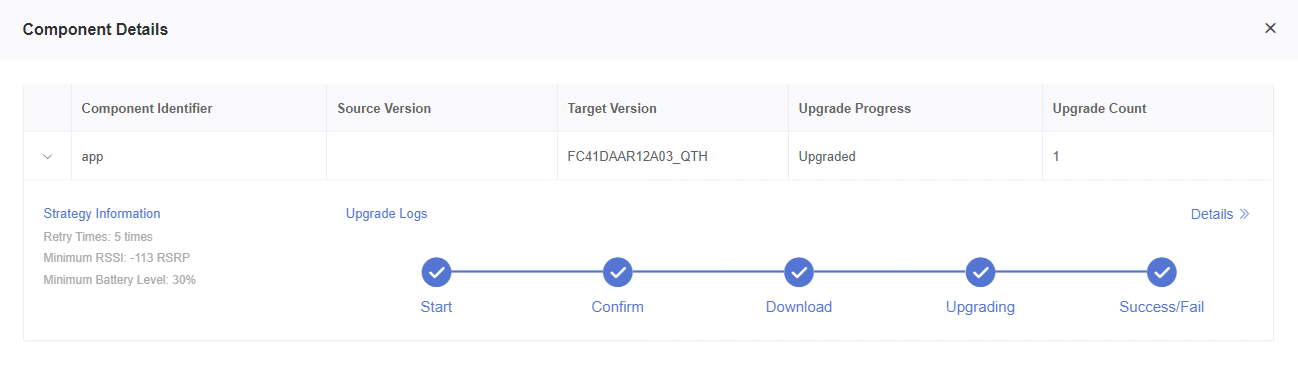 Component Details
Component Identifier Source Version Target Version Upgrade Progress Upgrade Count
app FC41DAAR12A03_QTH Upgraded 1
Strategy Information Upgrade Logs Details
Retry Times: 5 times
Minimum RSSI: -113 RSRP
Minimum Battery Level: 30%
Start Confirm Download Upgrading Success/Fail